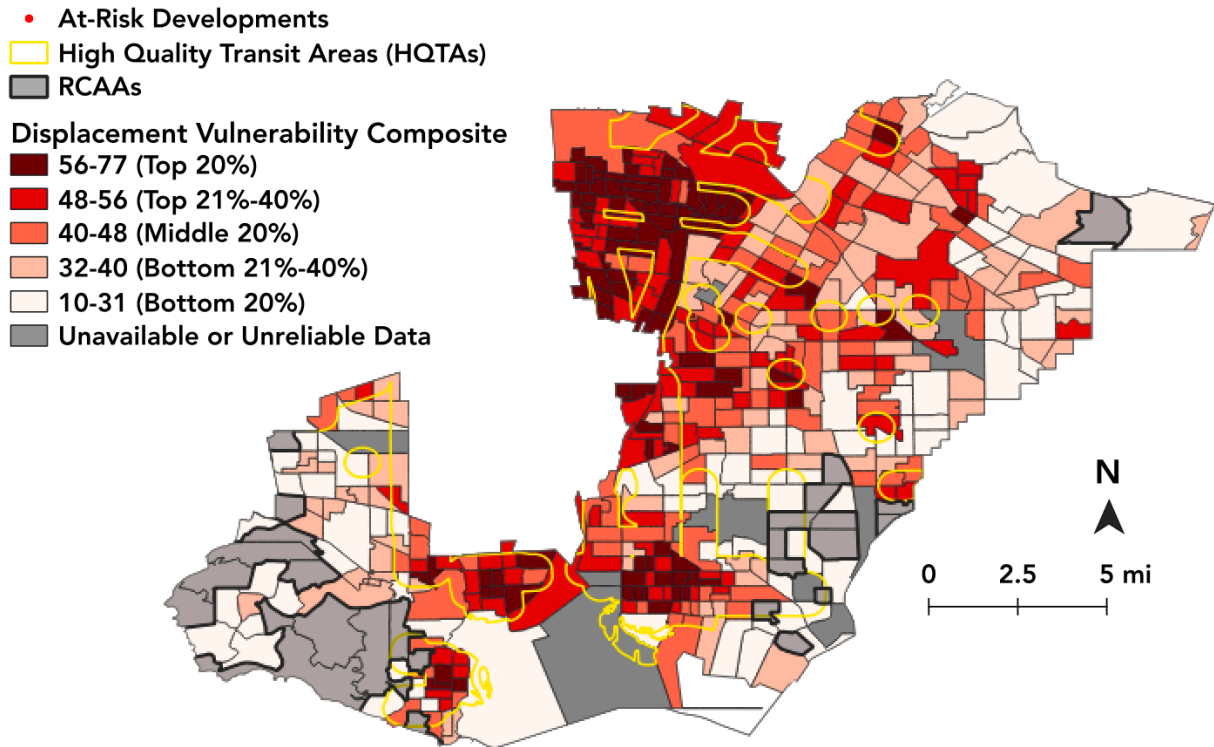 At-Risk Developments
High Quality Transit Areas (HQTAs)
RCAAs
Displacement Vulnerability Composite
56-77 (Top 20%)
48-56 (Top 21%-40%)
40-48 (Middle 20%)
32-40 (Bottom 21%-40%)
10-31 (Bottom 20%)
Unavailable or Unreliable Data
N
0 2.5 5 mi